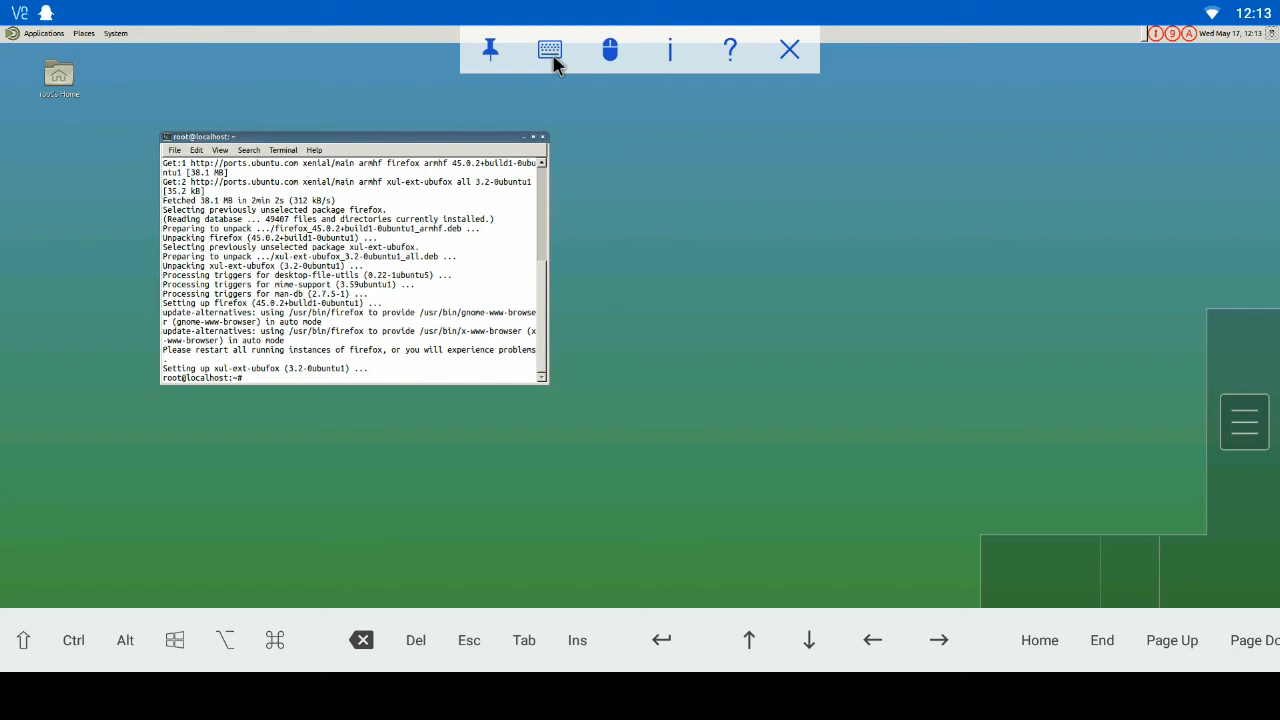 V2
12:13
Applications Places System
Wed May 17, 12:13
root's Home
root@localhost: ~
File Edit View Search Terminal Help
Get:1 http://ports.ubuntu.com xenial/main armhf firefox armhf 45.0.2+build1-0ubu
ntu1 [38.1 MB]
Get:2 http://ports.ubuntu.com xenial/main armhf xul-ext-ubufox all 3.2-0ubuntu1
[35.2 kB]
Fetched 38.1 MB in 2min 2s (312 kB/s)
Selecting previously unselected package firefox.
(Reading database ... 49407 files and directories currently installed.)
Preparing to unpack .../firefox_45.0.2+build1-0ubuntu1_armhf.deb ...
Unpacking firefox (45.0.2+build1-0ubuntu1) ...
Selecting previously unselected package xul-ext-ubufox.
Preparing to unpack .../xul-ext-ubufox_3.2-0ubuntu1_all.deb ...
Unpacking xul-ext-ubufox (3.2-0ubuntu1) ...
Processing triggers for desktop-file-utils (0.22-1ubuntu5) ...
Processing triggers for mime-support (3.59ubuntu1) ...
Processing triggers for man-db (2.7.5-1) ...
Setting up firefox (45.0.2+build1-0ubuntu1) ...
update-alternatives: using /usr/bin/firefox to provide /usr/bin/gnome-www-browse
r (gnome-www-browser) in auto mode
update-alternatives: using /usr/bin/firefox to provide /usr/bin/x-www-browser (x
-www-browser) in auto mode
Please restart all running instances of firefox, or you will experience problems
.
Setting up xul-ext-ubufox (3.2-0ubuntu1) ...
root@localhost:~#
Ctrl Alt Del Esc Tab Ins Home End Page Up Page Do